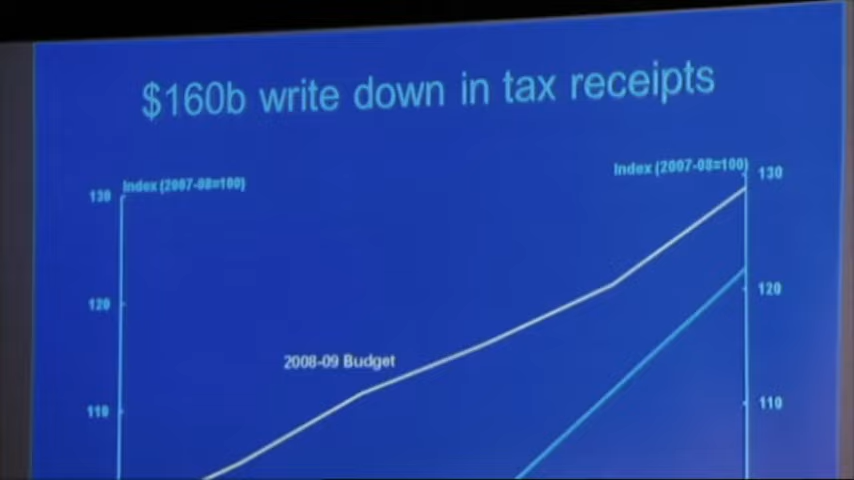 $160b write down in tax receipts
Index (2007-08=100)
Index (2007-08=100)
130
130
120
120
2008-09 Budget
110
110